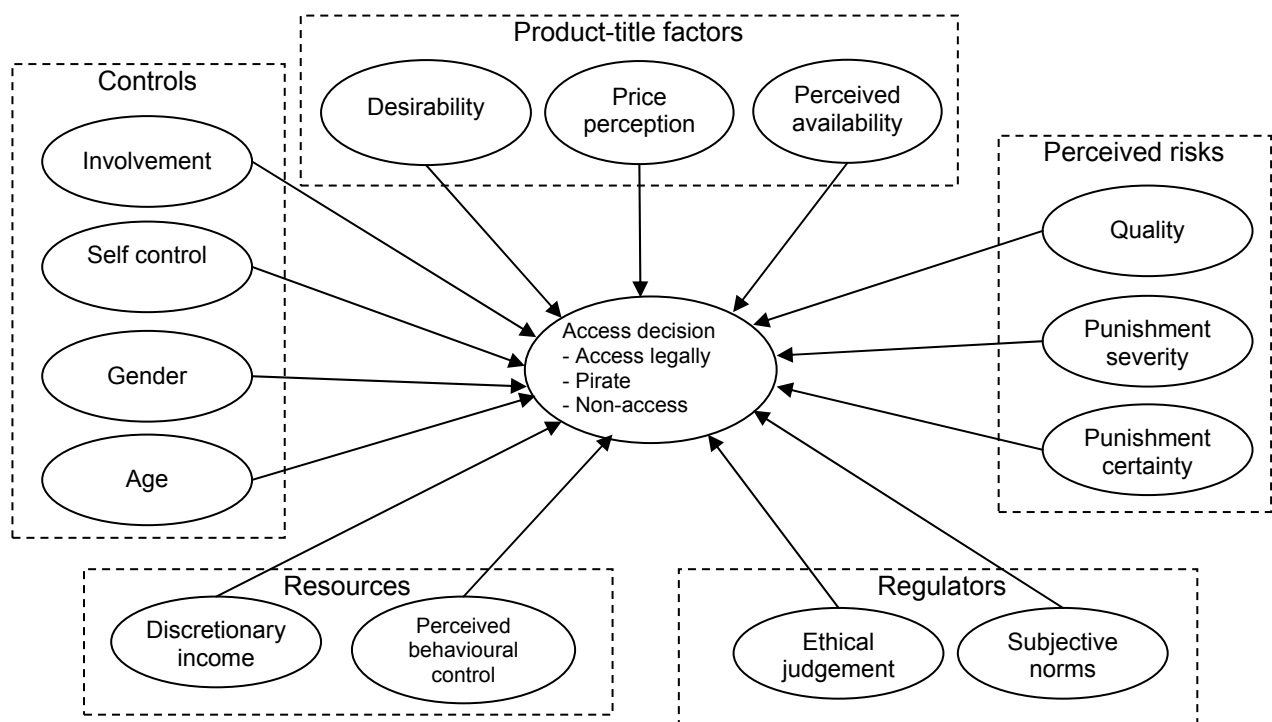 Product-title factors
Desirability
Price
perception
Perceived
availability
Controls
Involvement
Self control
Gender
Age
Perceived risks
Quality
Punishment
severity
Punishment
certainty
Access decision
- Access legally
- Pirate
- Non-access
Resources
Discretionary
income
Perceived
behavioural
control
Regulators
Ethical
judgement
Subjective
norms